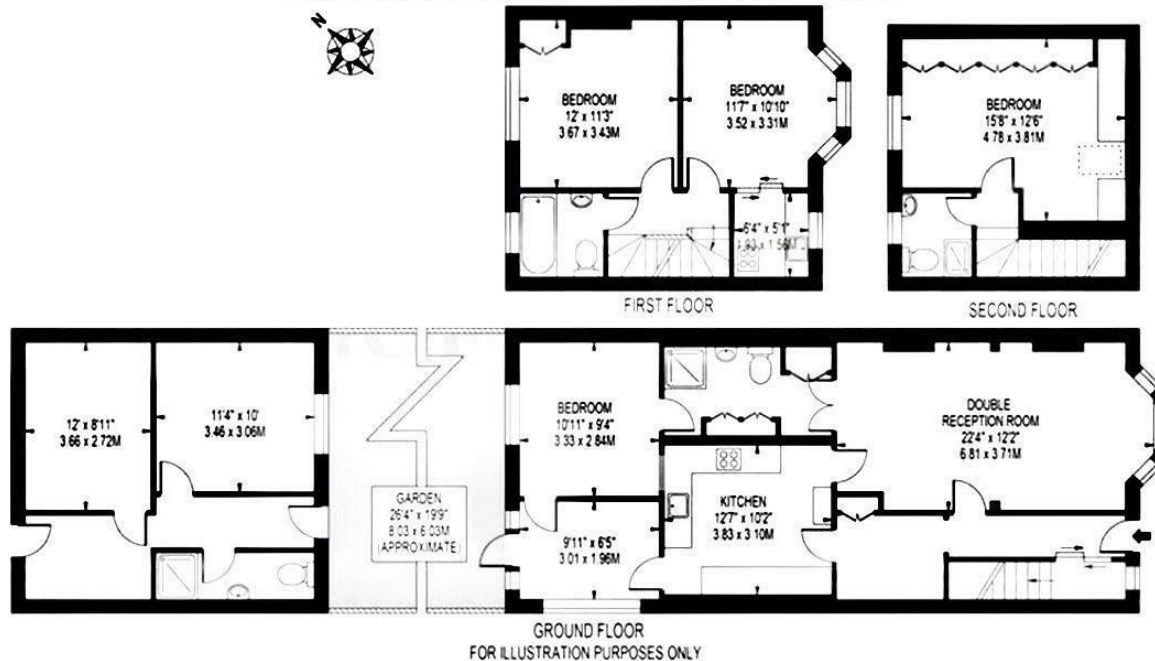 N
BEDROOM
12' x 11'3"
3.67 x 3.43M
BEDROOM
11'7" x 10'10"
3.52 x 3.31M
6'4" x 5'1"
1.93 x 1.56M
FIRST FLOOR
BEDROOM
15'8" x 12'6"
4.78 x 3.81M
SECOND FLOOR
12' x 8'11"
3.66 x 2.72M
11'4" x 10'
3.46 x 3.06M
GARDEN
26'4" x 19'9"
8.03 x 6.03M
(APPROXIMATE)
BEDROOM
10'11" x 9'4"
3.33 x 2.84M
9'11" x 6'5"
3.01 x 1.96M
KITCHEN
12'7" x 10'2"
3.83 x 3.10M
DOUBLE
RECEPTION ROOM
22'4" x 12'2"
6.81 x 3.71M
GROUND FLOOR
FOR ILLUSTRATION PURPOSES ONLY